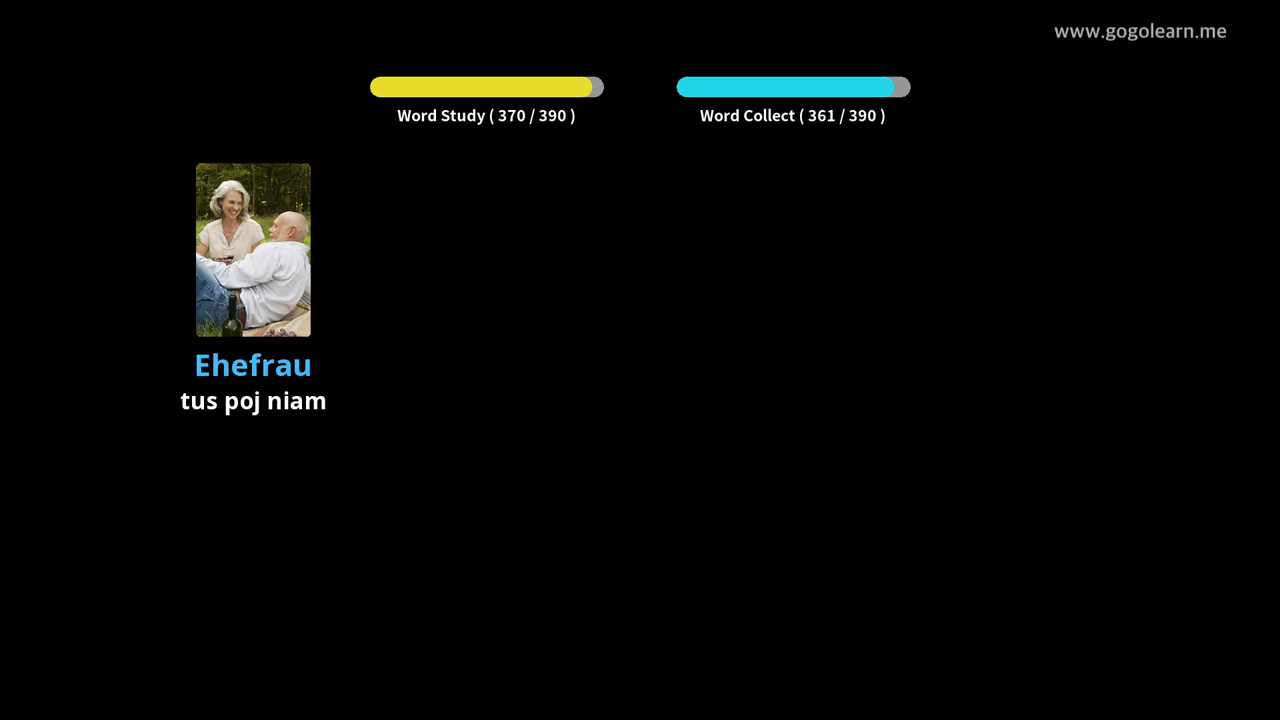 www.gogolearn.me
Word Study ( 370 / 390 )
Word Collect ( 361 / 390 )
Ehefrau
tus poj niam